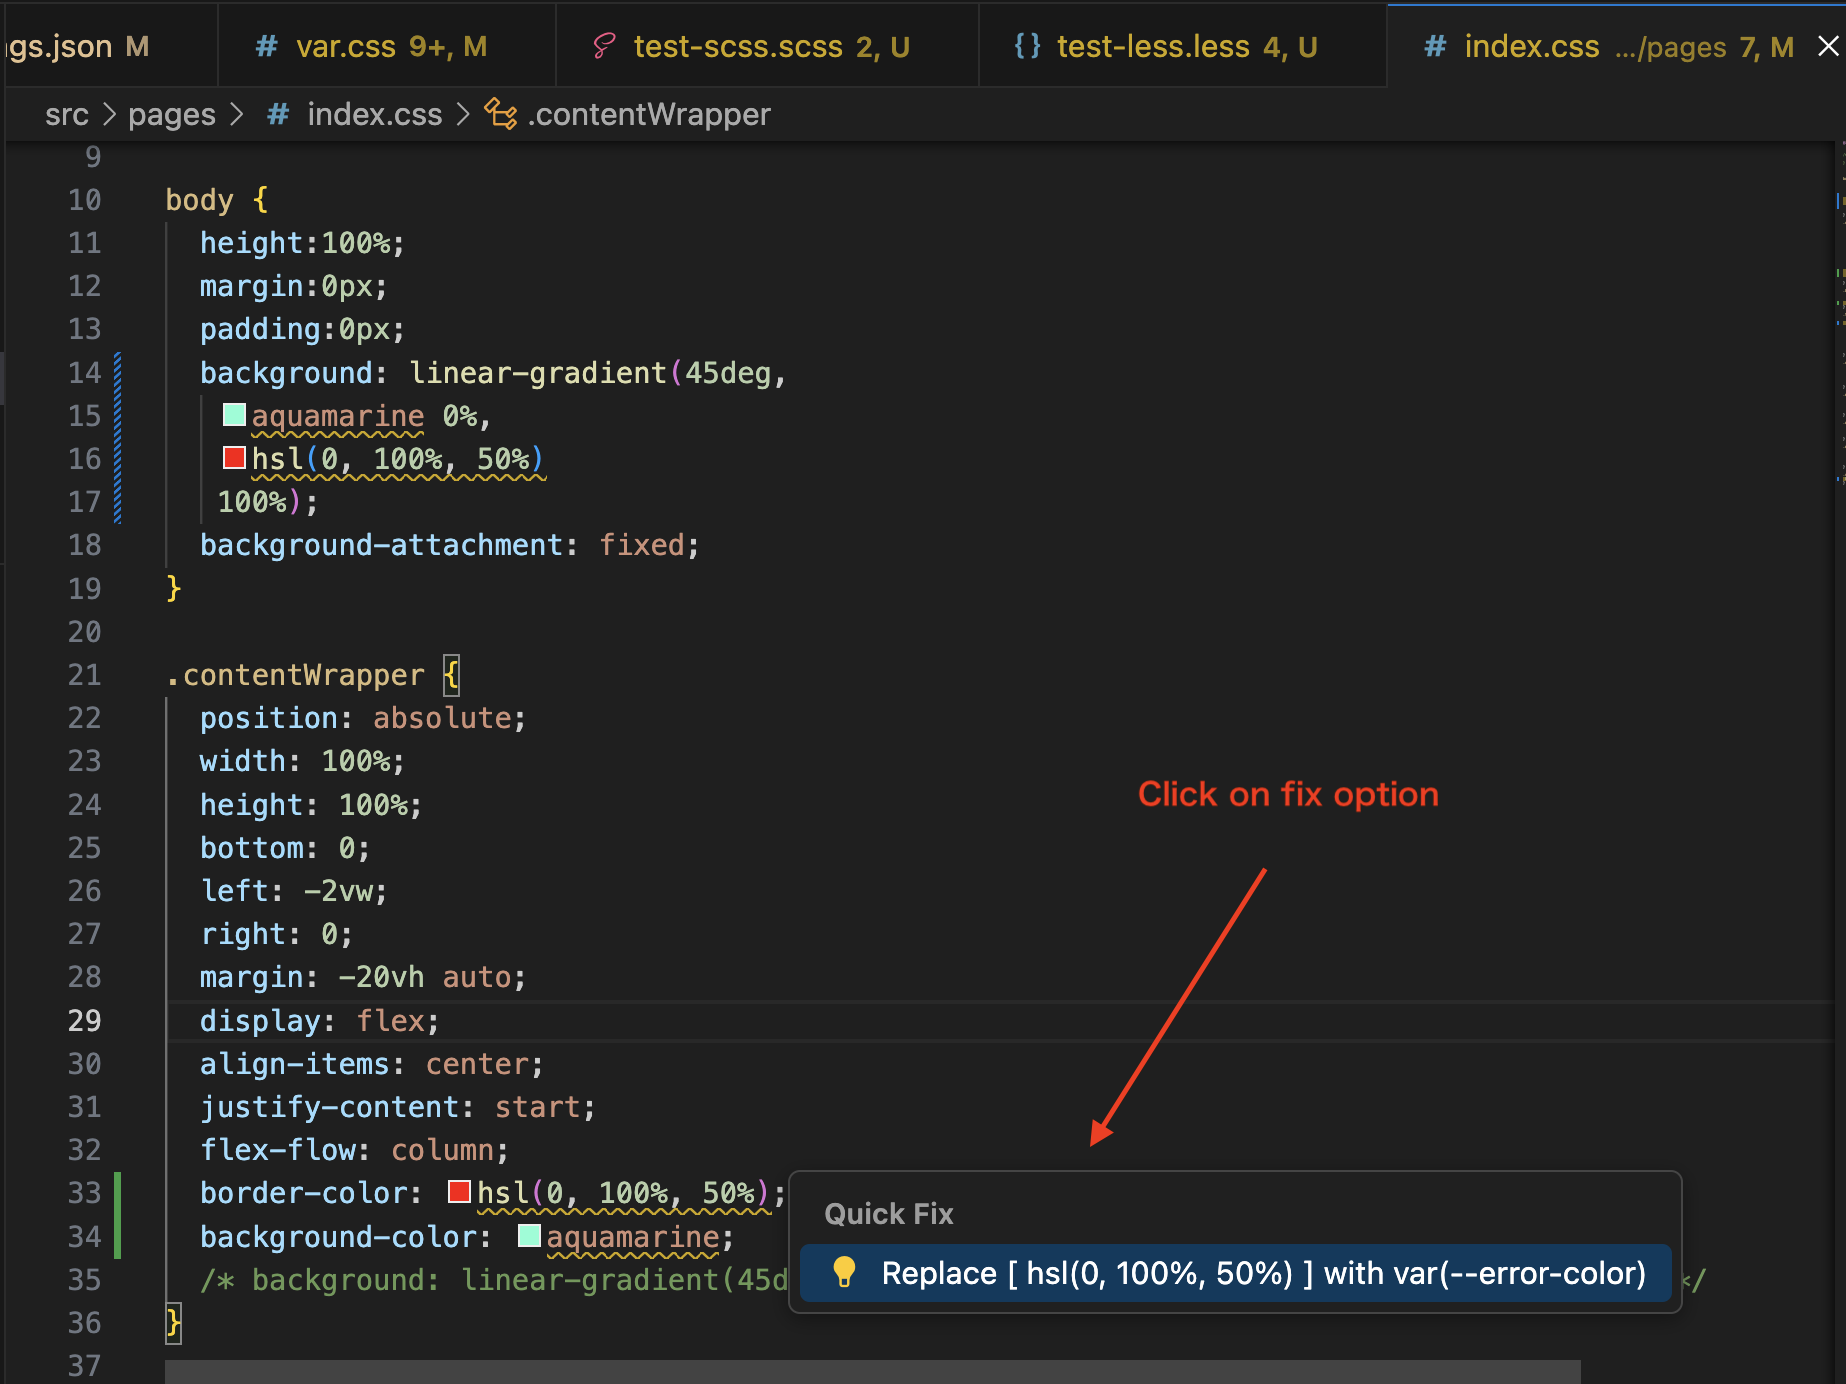 gs.json M
# var.css 9+, M
test-scss.scss 2, U
{} test-less.less 4, U
# index.css .../pages 7, M
src > pages > # index.css > .contentWrapper
9
10 body {
11 height:100%;
12 margin:0px;
13 padding:0px;
14 background: linear-gradient(45deg,
15 aquamarine 0%,
16 hsl(0, 100%, 50%)
17 100%);
18 background-attachment: fixed;
19 }
20
21 .contentWrapper {
22 position: absolute;
23 width: 100%;
24 height: 100%;
25 bottom: 0;
26 left: -2vw;
27 right: 0;
28 margin: -20vh auto;
29 display: flex;
30 align-items: center;
31 justify-content: start;
32 flex-flow: column;
33 border-color: hsl(0, 100%, 50%);
34 background-color: aquamarine;
35 /* background: linear-gradient(45d */
36 }
37
Click on fix option
Quick Fix
Replace [ hsl(0, 100%, 50%) ] with var(--error-color)